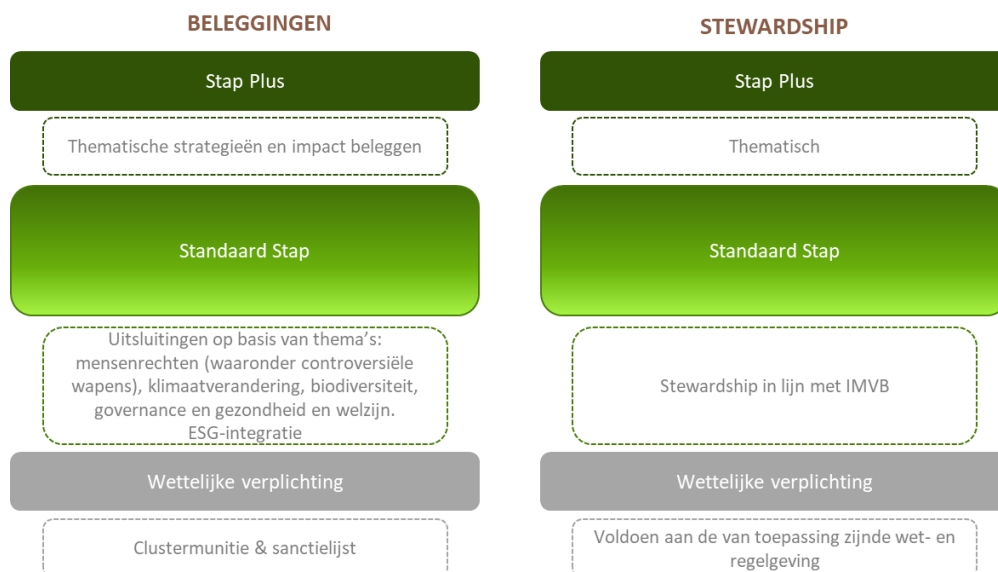 BELEGGINGEN
Stap Plus
Thematische strategieën en impact beleggen
Standaard Stap
Uitsluitingen op basis van thema's:
mensenrechten (waaronder controversiële
wapens), klimaatverandering, biodiversiteit,
governance en gezondheid en welzijn.
ESG-integratie
Wettelijke verplichting
Clustermunitie & sanctielijst
STEWARDSHIP
Stap Plus
Thematisch
Standaard Stap
Stewardship in lijn met IMVB
Wettelijke verplichting
Voldoen aan de van toepassing zijnde wet- en
regelgeving